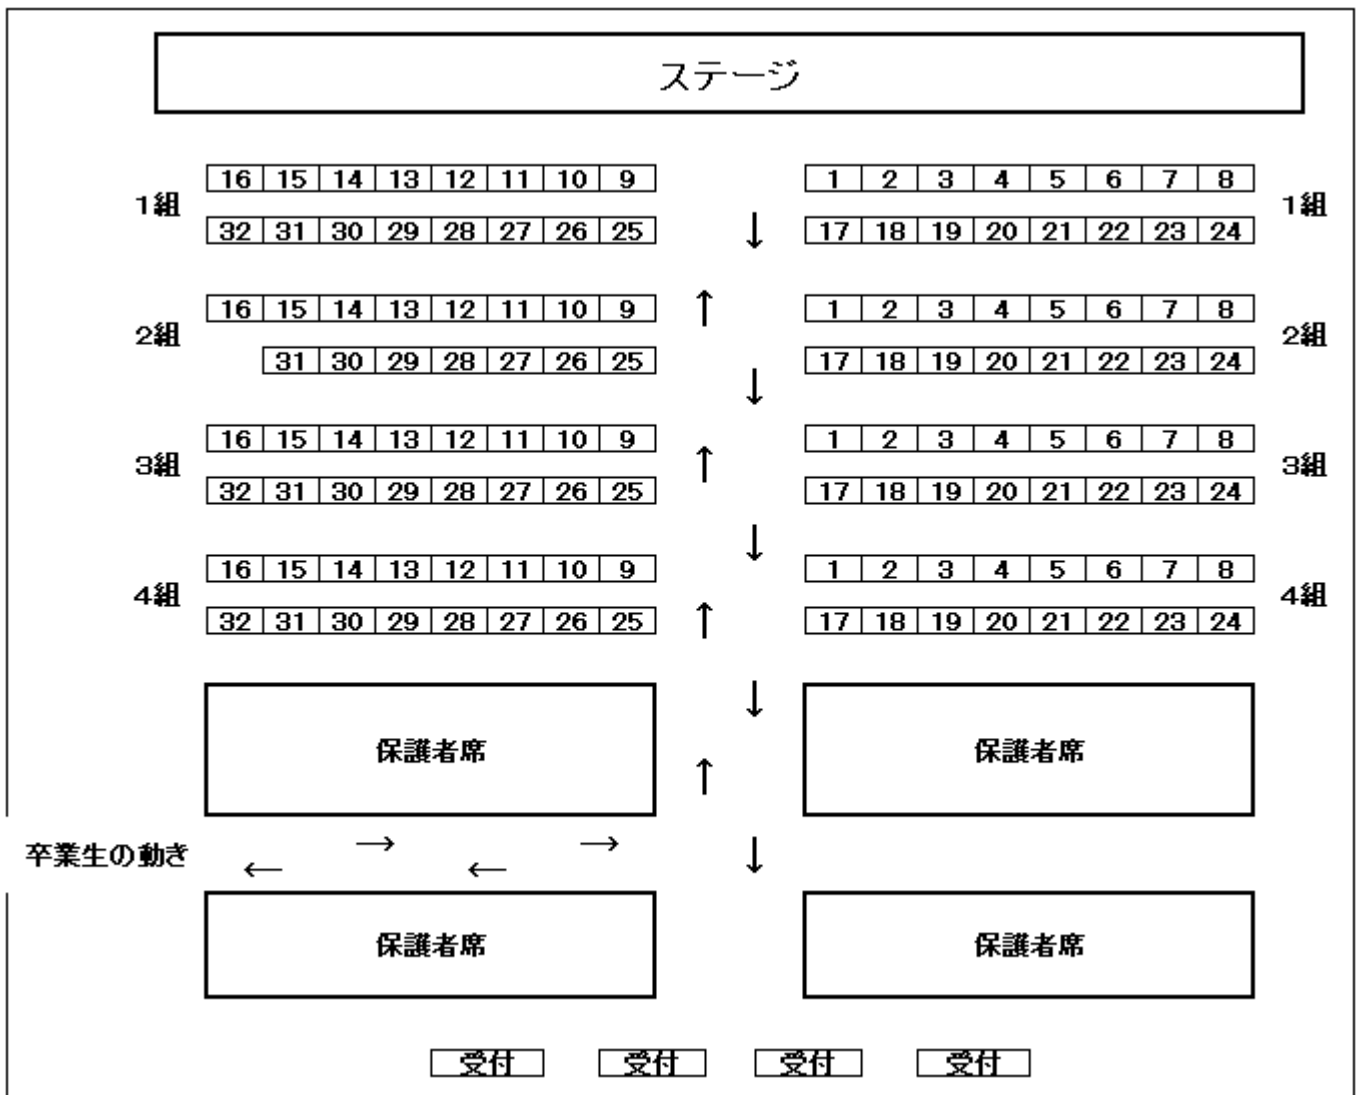 ステージ
16 15 14 13 12 11 10 9 1 2 3 4 5 6 7 8
1組 1組
32 31 30 29 28 27 26 25 ↓ 17 18 19 20 21 22 23 24
16 15 14 13 12 11 10 9 ↑ 1 2 3 4 5 6 7 8
2組 2組
31 30 29 28 27 26 25 ↓ 17 18 19 20 21 22 23 24
16 15 14 13 12 11 10 9 1 2 3 4 5 6 7 8
3組 ↑ 3組
32 31 30 29 28 27 26 25 17 18 19 20 21 22 23 24
↓
16 15 14 13 12 11 10 9 1 2 3 4 5 6 7 8
4組 4組
32 31 30 29 28 27 26 25 ↑ 17 18 19 20 21 22 23 24
↓
保護者席 保護者席
↑
卒業生の動き → → ↓
← ←
保護者席 保護者席
受付 受付 受付 受付